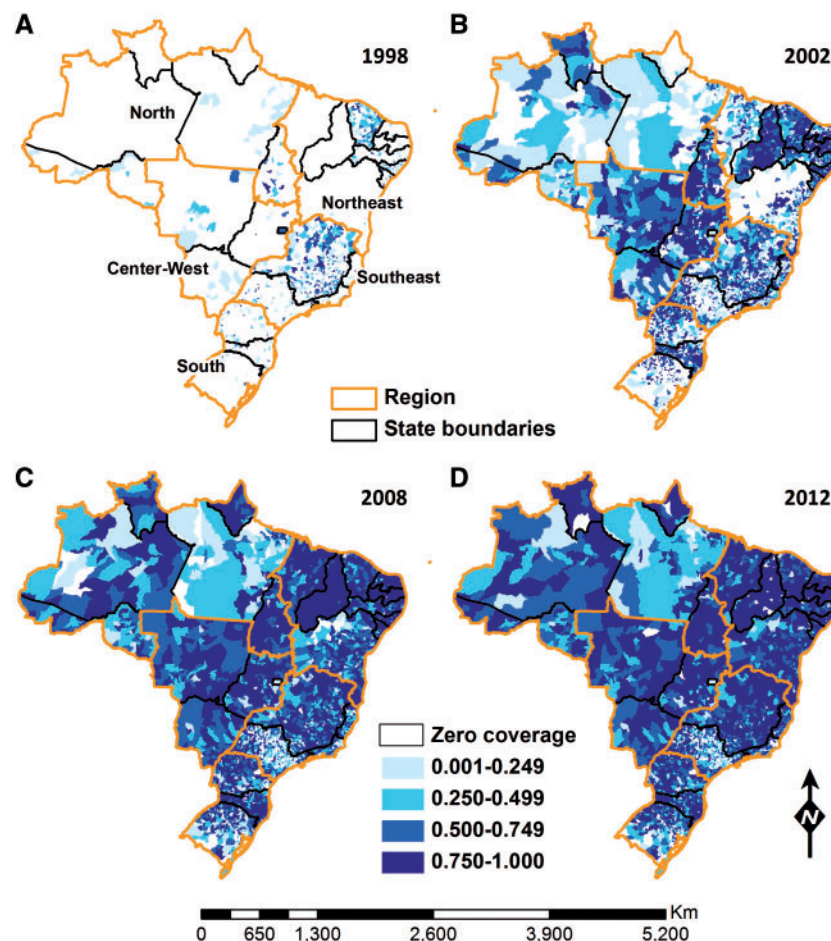 A
1998
North
Northeast
Center-West
Southeast
South
Region
State boundaries
B
2002
C
2008
D
2012
Zero coverage
0.001-0.249
0.250-0.499
0.500-0.749
0.750-1.000
N
Km
0 650 1.300 2.600 3.900 5.200